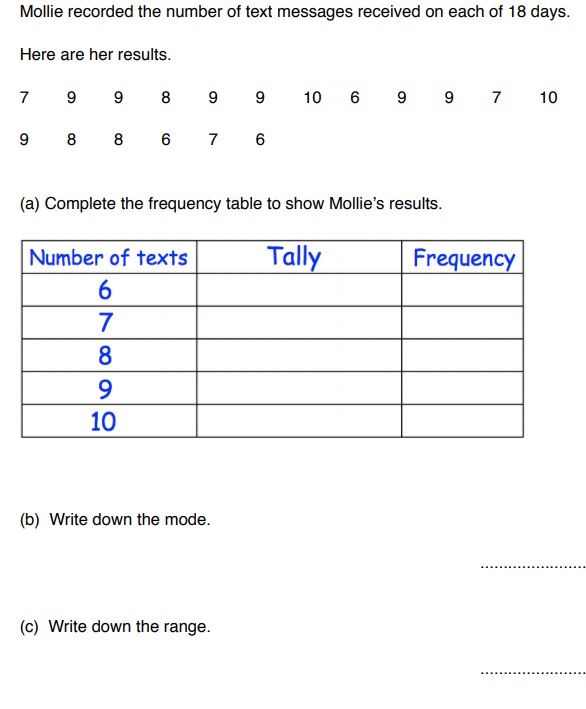 Mollie recorded the number of text messages received on each of 18 days.
Here are her results.
7 9 9 8 9 9 10 6 9 9 7 10
9 8 8 6 7 6
(a) Complete the frequency table to show Mollie's results.
Number of texts Tally Frequency
6
7
8
9
10
(b) Write down the mode.
........................
(c) Write down the range.
........................